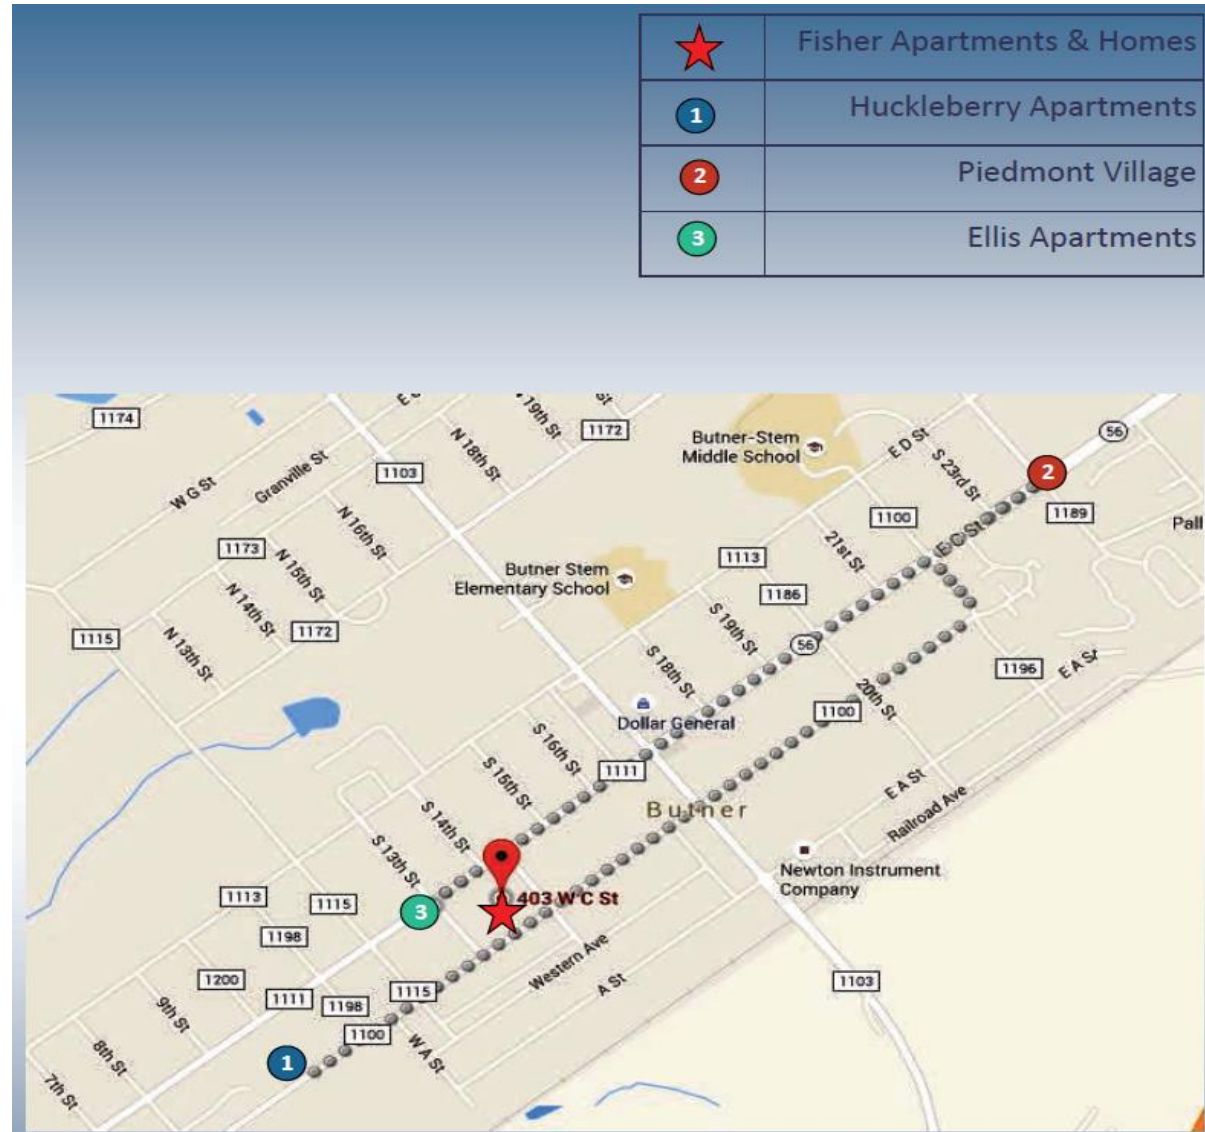 Fisher Apartments & Homes
1
Huckleberry Apartments
2
Piedmont Village
3
Ellis Apartments
1174
N 19th St
St
1172
Butner-Stem
Middle School
E D St
56
N 18th St
S 23rd St
2
W G St
Granville St
1103
1189
Pall
N 16th St
1100
E C St
1173
N 15th St
21st St
1113
Butner Stem
Elementary School
1186
N 14th St
S 19th St
1115
N 13th St
1172
56
S 18th St
1196
E A St
20th St
1100
Dollar General
S 16th St
1111
S 15th St
E A St
Butner
Railroad Ave
S 14th St
S 13th St
Newton Instrument
Company
403 W C St
1113
1115
3
1198
Western Ave
A St
1200
1103
1111
1198
1115
9th St
1100
W A St
8th St
1
7th St